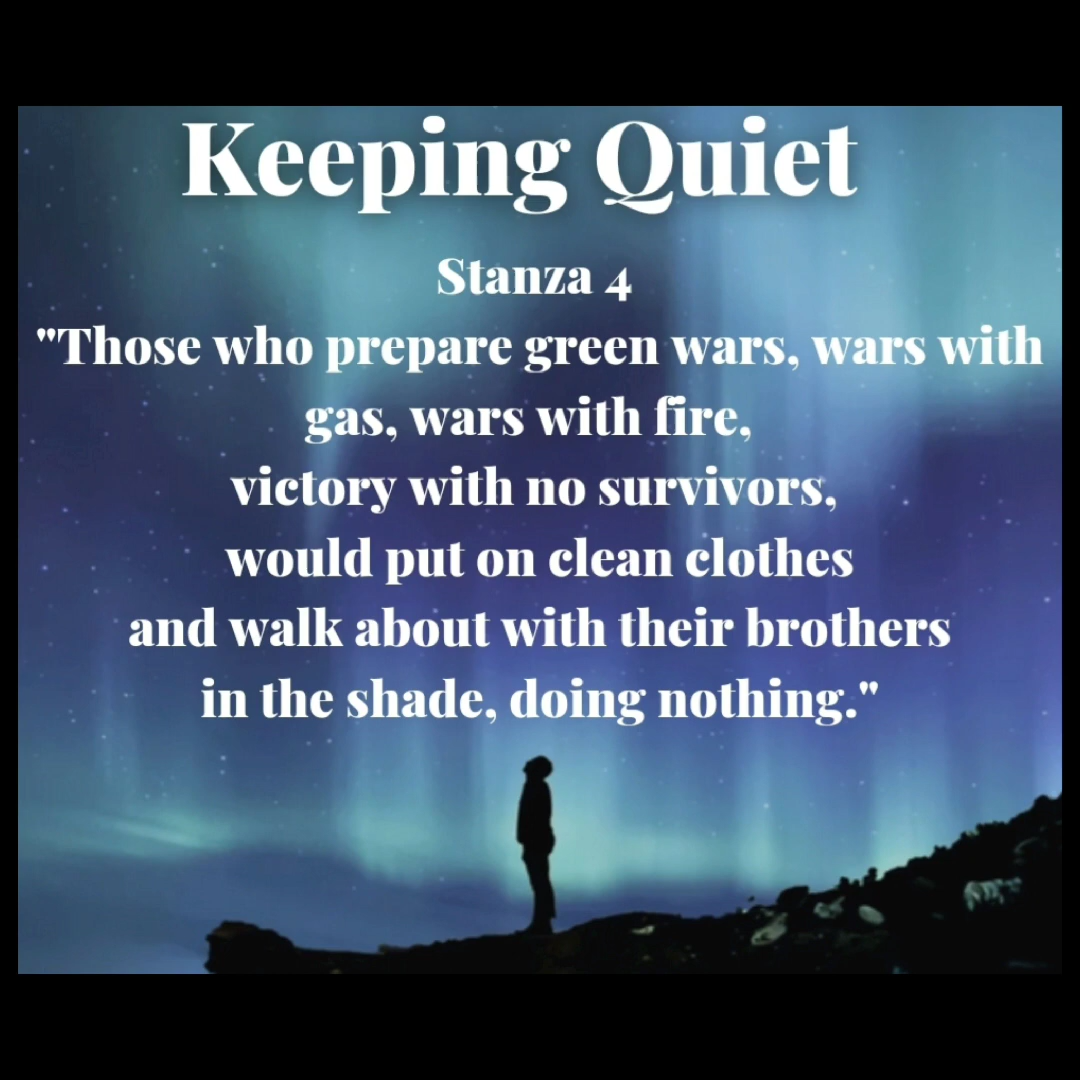 Keeping Quiet
Stanza 4
"Those who prepare green wars, wars with
gas, wars with fire,
victory with no survivors,
would put on clean clothes
and walk about with their brothers
in the shade, doing nothing."